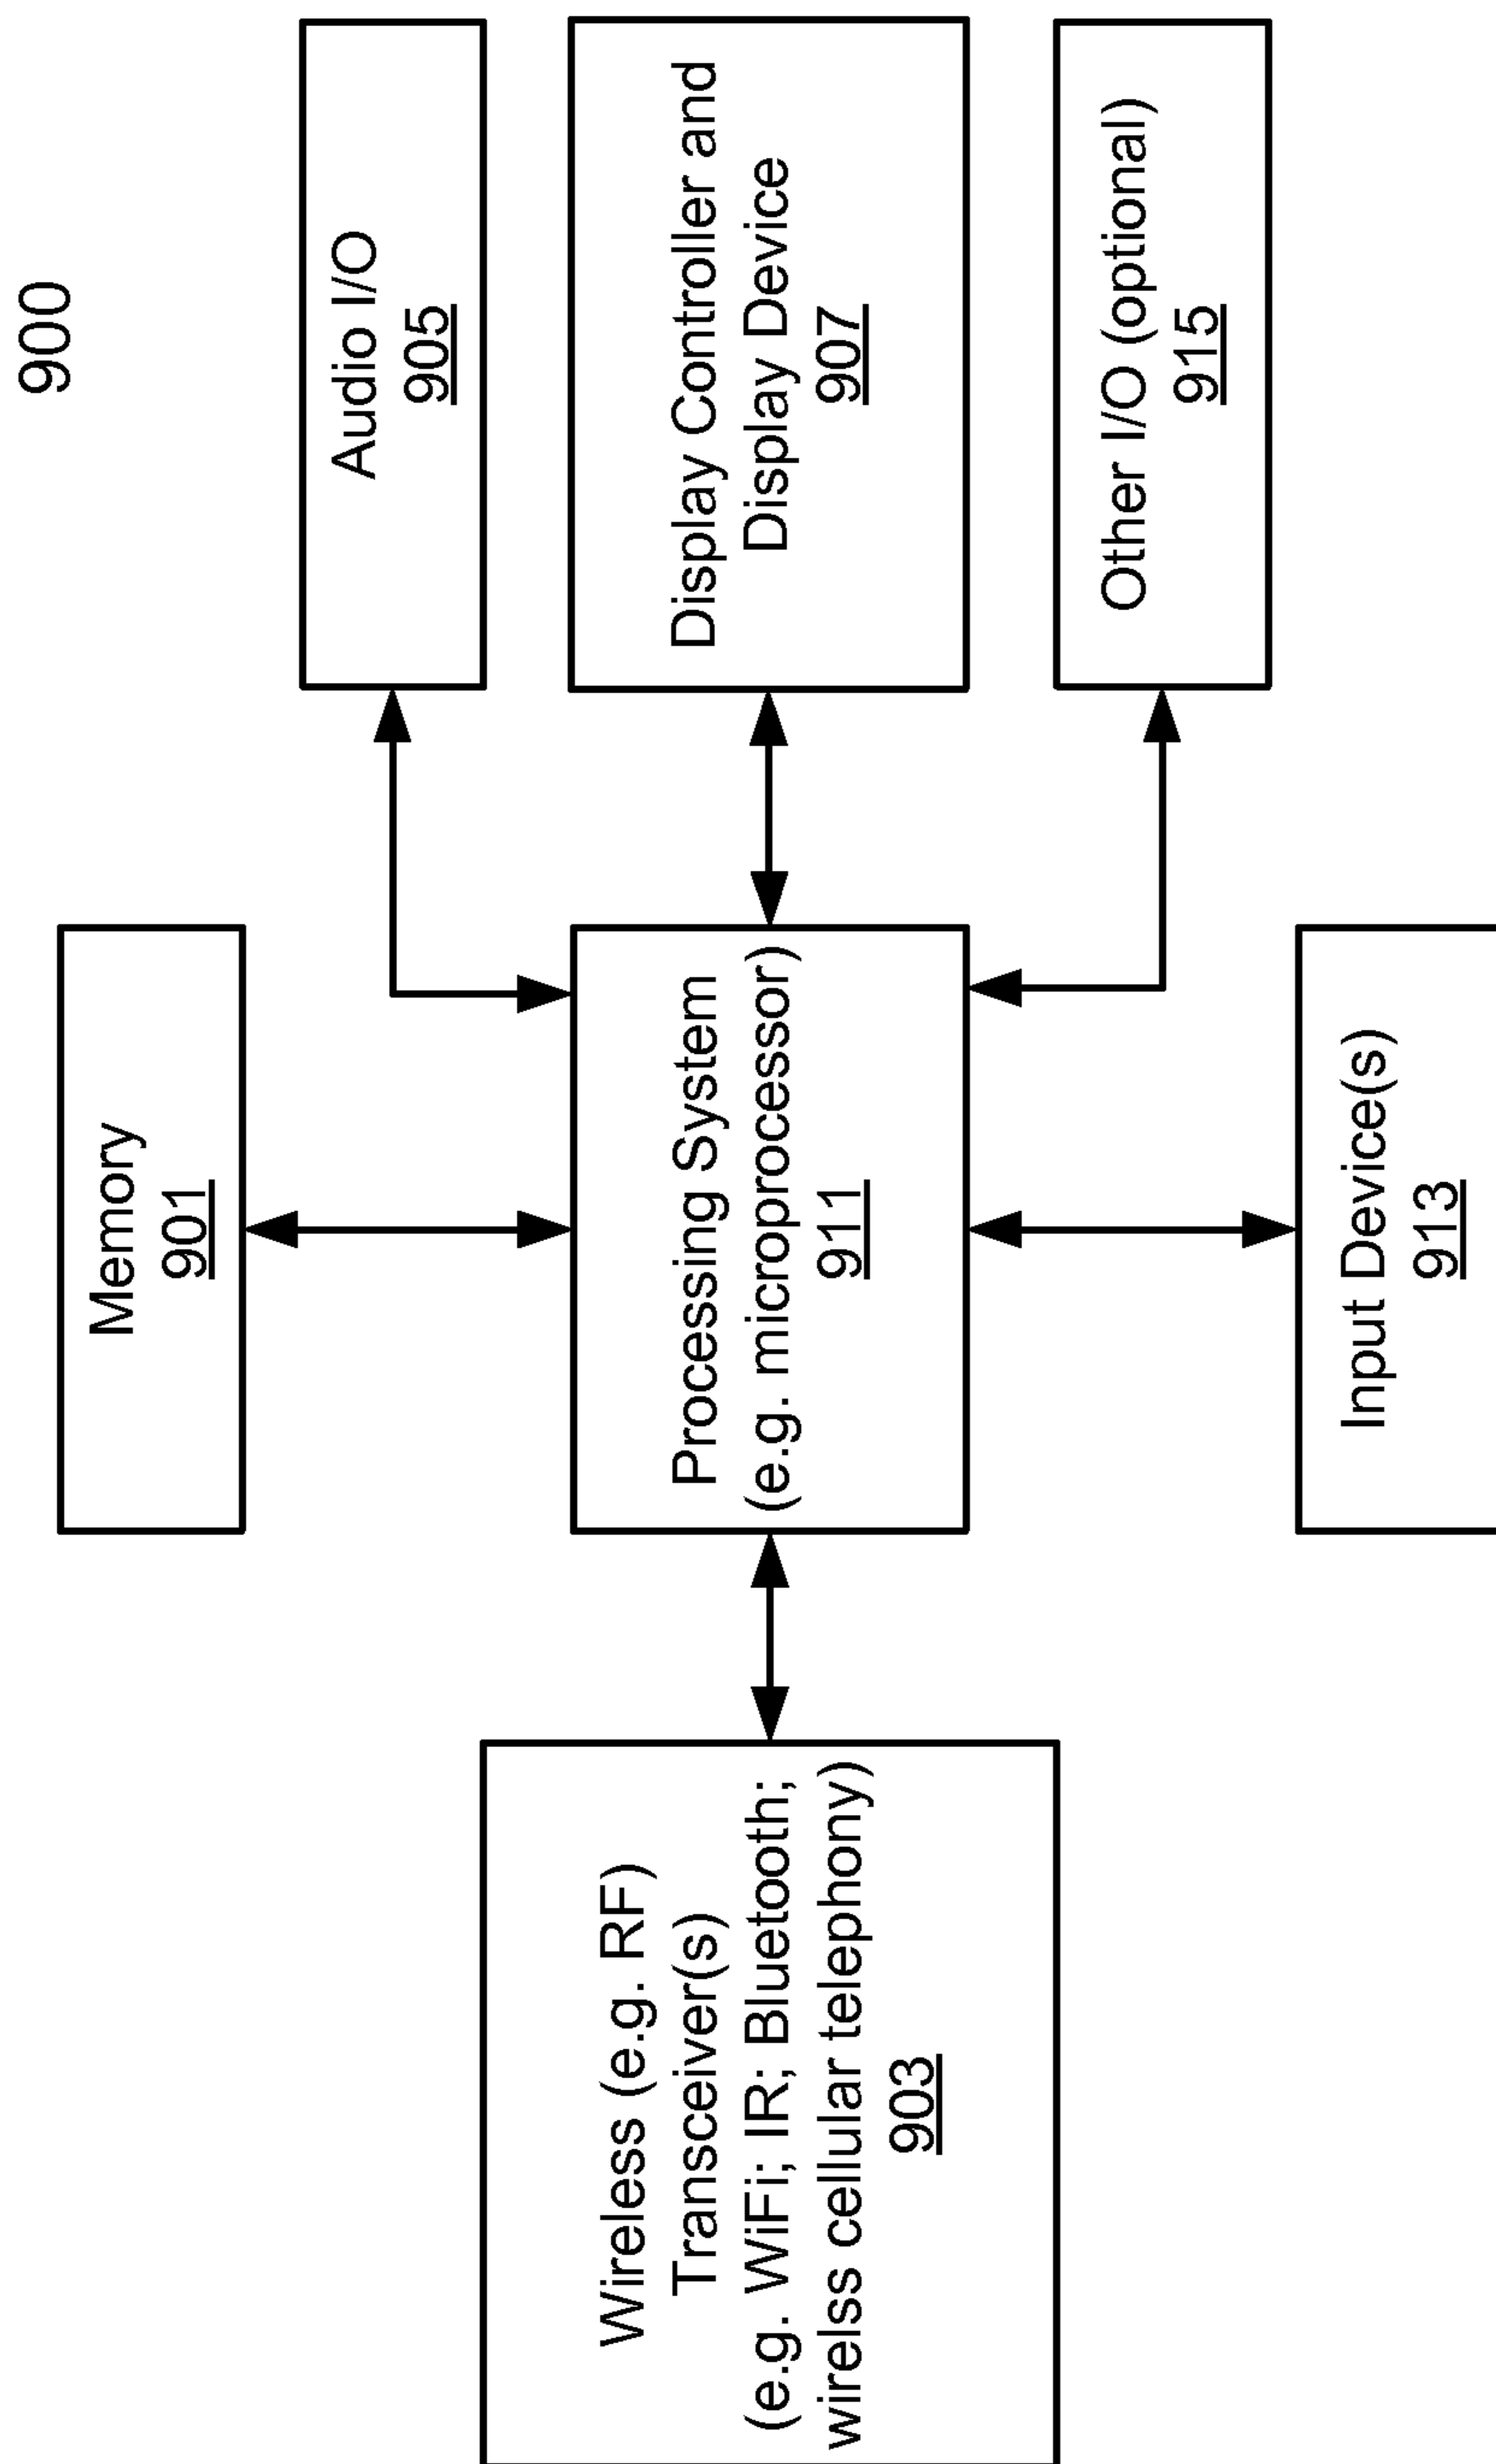 900
Memory
901
Audio I/O
905
Wireless (e.g. RF)
Transceiver(s)
(e.g. WiFi; IR; Bluetooth;
wirelss cellular telephony)
903
Processing System
(e.g. microprocessor)
911
Display Controller and
Display Device
907
Other I/O (optional)
915
Input Device(s)
913